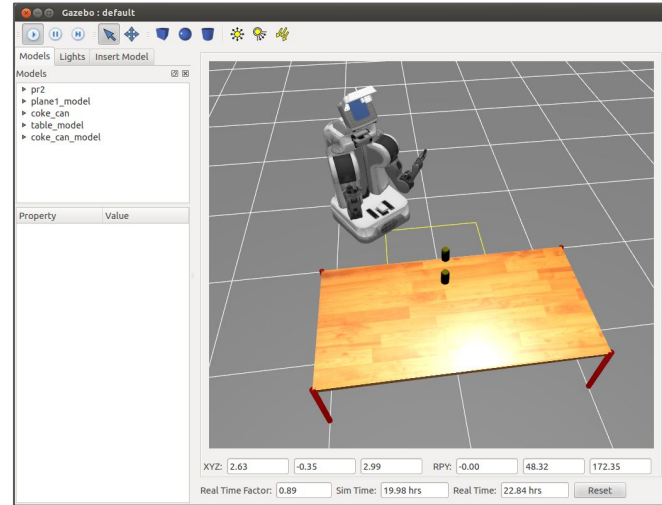 Gazebo : default
Models Lights Insert Model
Models
pr2
plane1_model
coke_can
table_model
coke_can_model
Property Value
XYZ: 2.63 -0.35 2.99 RPY: -0.00 48.32 172.35
Real Time Factor: 0.89 Sim Time: 19.98 hrs Real Time: 22.84 hrs Reset